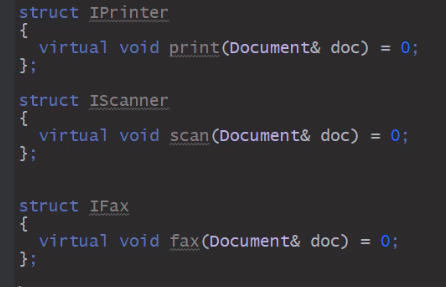 struct IPrinter
{
  virtual void print(Document& doc) = 0;
};
struct IScanner
{
  virtual void scan(Document& doc) = 0;
};
struct IFax
{
  virtual void fax(Document& doc) = 0;
};